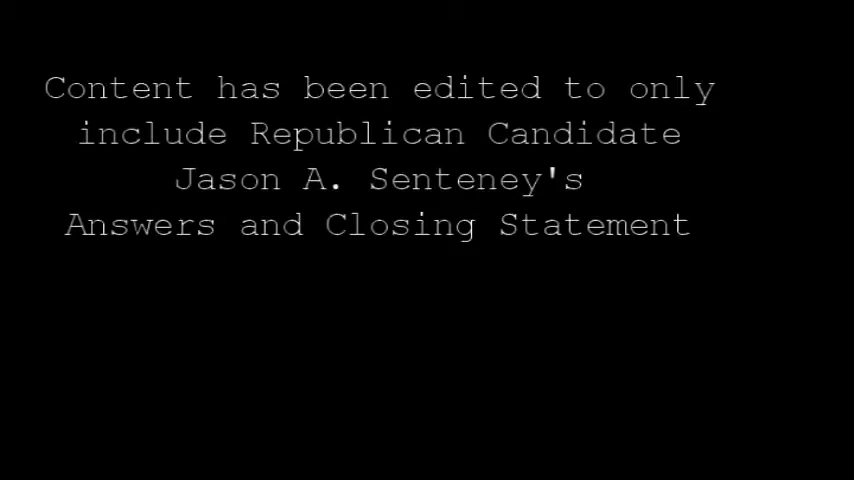 Content has been edited to only
include Republican Candidate
Jason A. Senteney's
Answers and Closing Statement